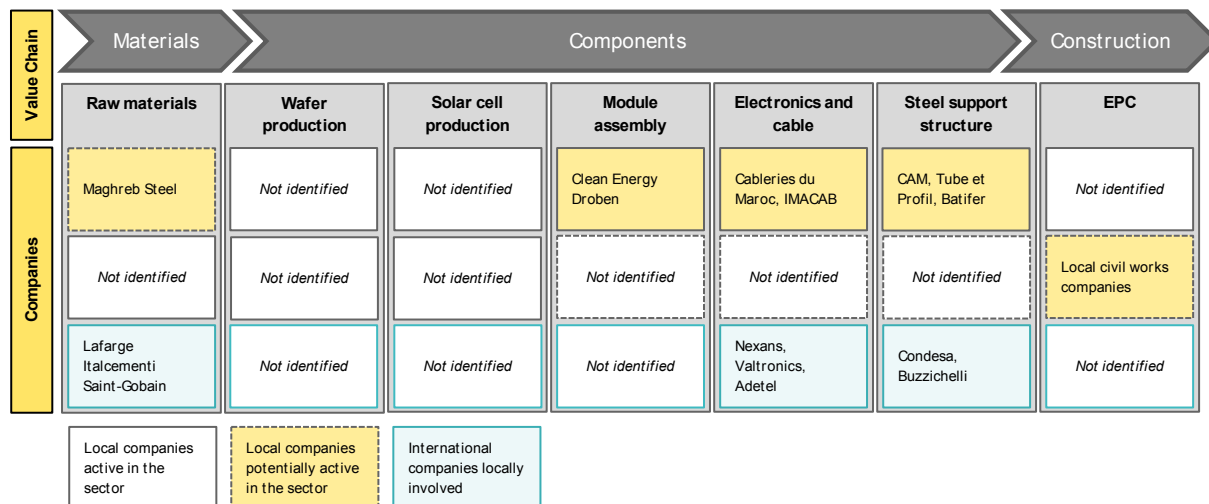 Value Chain
Materials
Components
Construction
Raw materials
Wafer
production
Solar cell
production
Module
assembly
Electronics and
cable
Steel support
structure
EPC
Companies
Maghreb Steel
Not identified
Not identified
Clean Energy
Droben
Cableries du
Maroc, IMACAB
CAM, Tube et
Profil, Batifer
Not identified
Not identified
Not identified
Not identified
Not identified
Not identified
Not identified
Local civil works
companies
Lafarge
Italcementi
Saint-Gobain
Not identified
Not identified
Not identified
Nexans,
Valtronics,
Adetel
Condesa,
Buzzichelli
Not identified
Local companies
active in the
sector
Local companies
potentially active
in the sector
International
companies locally
involved